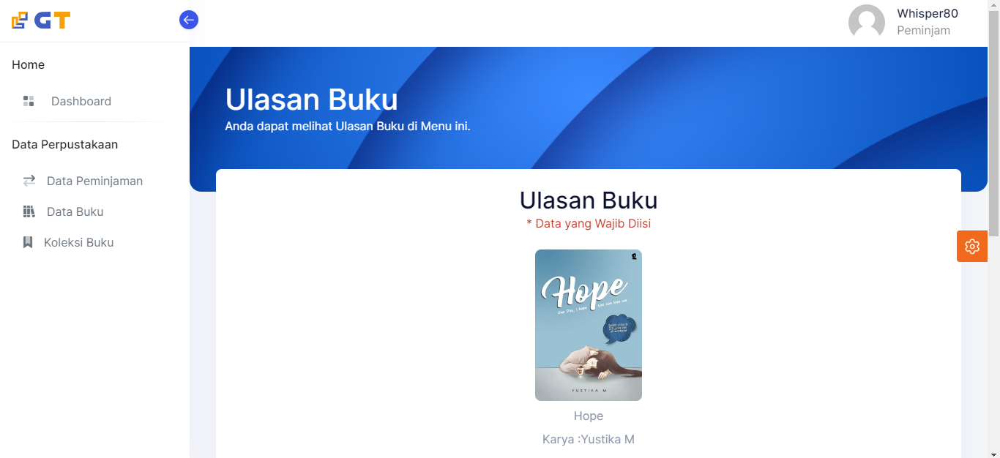 GT
Whisper80
Peminjam
Home
Dashboard
Data Perpustakaan
Data Peminjaman
Data Buku
Koleksi Buku
Ulasan Buku
Anda dapat melihat Ulasan Buku di Menu ini.
Ulasan Buku
* Data yang Wajib Diisi
Hope
One Day, I hope you can love me
YUSTIKA M
Hope
Karya :Yustika M